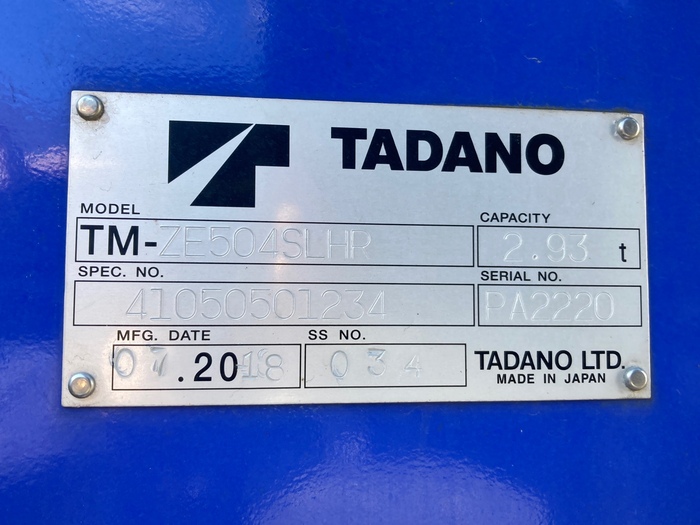 TADANO
MODEL
CAPACITY
TM-ZE504SLHR
2.93 t
SPEC. NO.
SERIAL NO.
41050501234
PA2220
MFG. DATE
SS NO.
07.2018
034
TADANO LTD.
MADE IN JAPAN